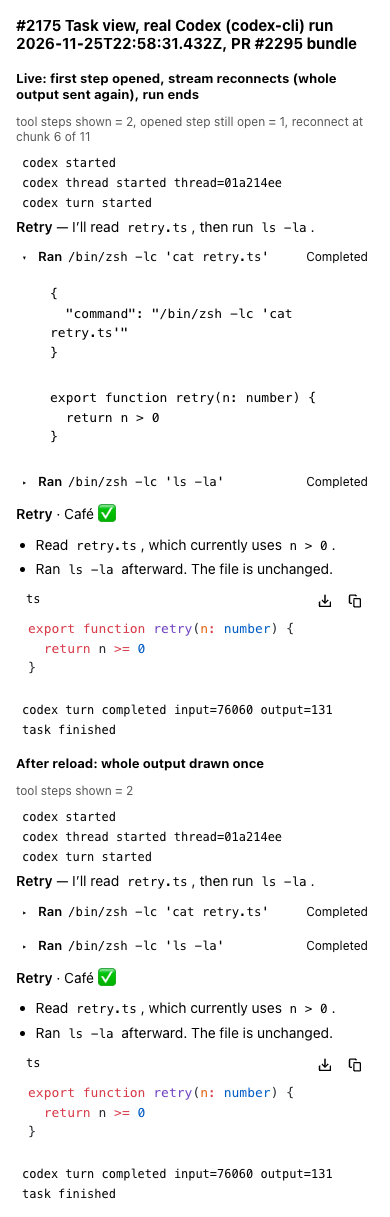 #2175 Task view, real Codex (codex-cli) run
2026-11-25T22:58:31.432Z, PR #2295 bundle
Live: first step opened, stream reconnects (whole
output sent again), run ends
tool steps shown = 2, opened step still open = 1, reconnect at
chunk 6 of 11
codex started
codex thread started thread=01a214ee
codex turn started
Retry — I’ll read retry.ts, then run ls -la.
Ran /bin/zsh -lc 'cat retry.ts' Completed
{
"command": "/bin/zsh -lc 'cat
retry.ts'"
}
export function retry(n: number) {
return n > 0
}
Ran /bin/zsh -lc 'ls -la' Completed
Retry · Café ✅
• Read retry.ts, which currently uses n > 0.
• Ran ls -la afterward. The file is unchanged.
ts
export function retry(n: number) {
return n >= 0
}
codex turn completed input=76060 output=131
task finished
After reload: whole output drawn once
tool steps shown = 2
codex started
codex thread started thread=01a214ee
codex turn started
Retry — I’ll read retry.ts, then run ls -la.
Ran /bin/zsh -lc 'cat retry.ts' Completed
Ran /bin/zsh -lc 'ls -la' Completed
Retry · Café ✅
• Read retry.ts, which currently uses n > 0.
• Ran ls -la afterward. The file is unchanged.
ts
export function retry(n: number) {
return n >= 0
}
codex turn completed input=76060 output=131
task finished